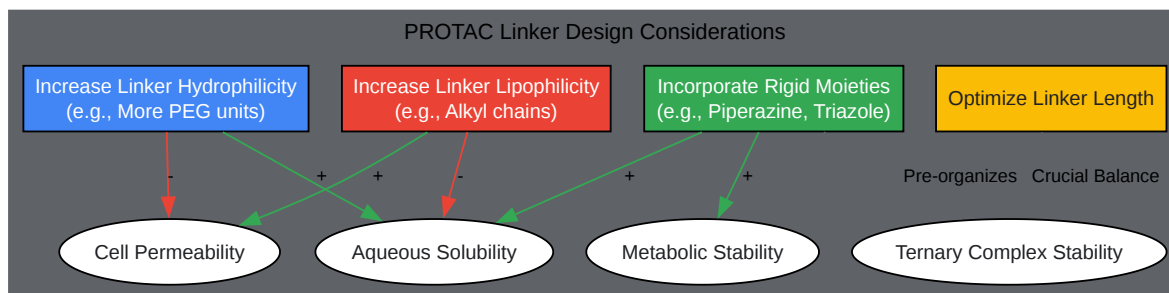 PROTAC Linker Design Considerations
Increase Linker Hydrophilicity
(e.g., More PEG units)
Increase Linker Lipophilicity
(e.g., Alkyl chains)
Incorporate Rigid Moieties
(e.g., Piperazine, Triazole)
Optimize Linker Length
-
+
+
-
+
+
Pre-organizes
Crucial Balance
Cell Permeability
Aqueous Solubility
Metabolic Stability
Ternary Complex Stability